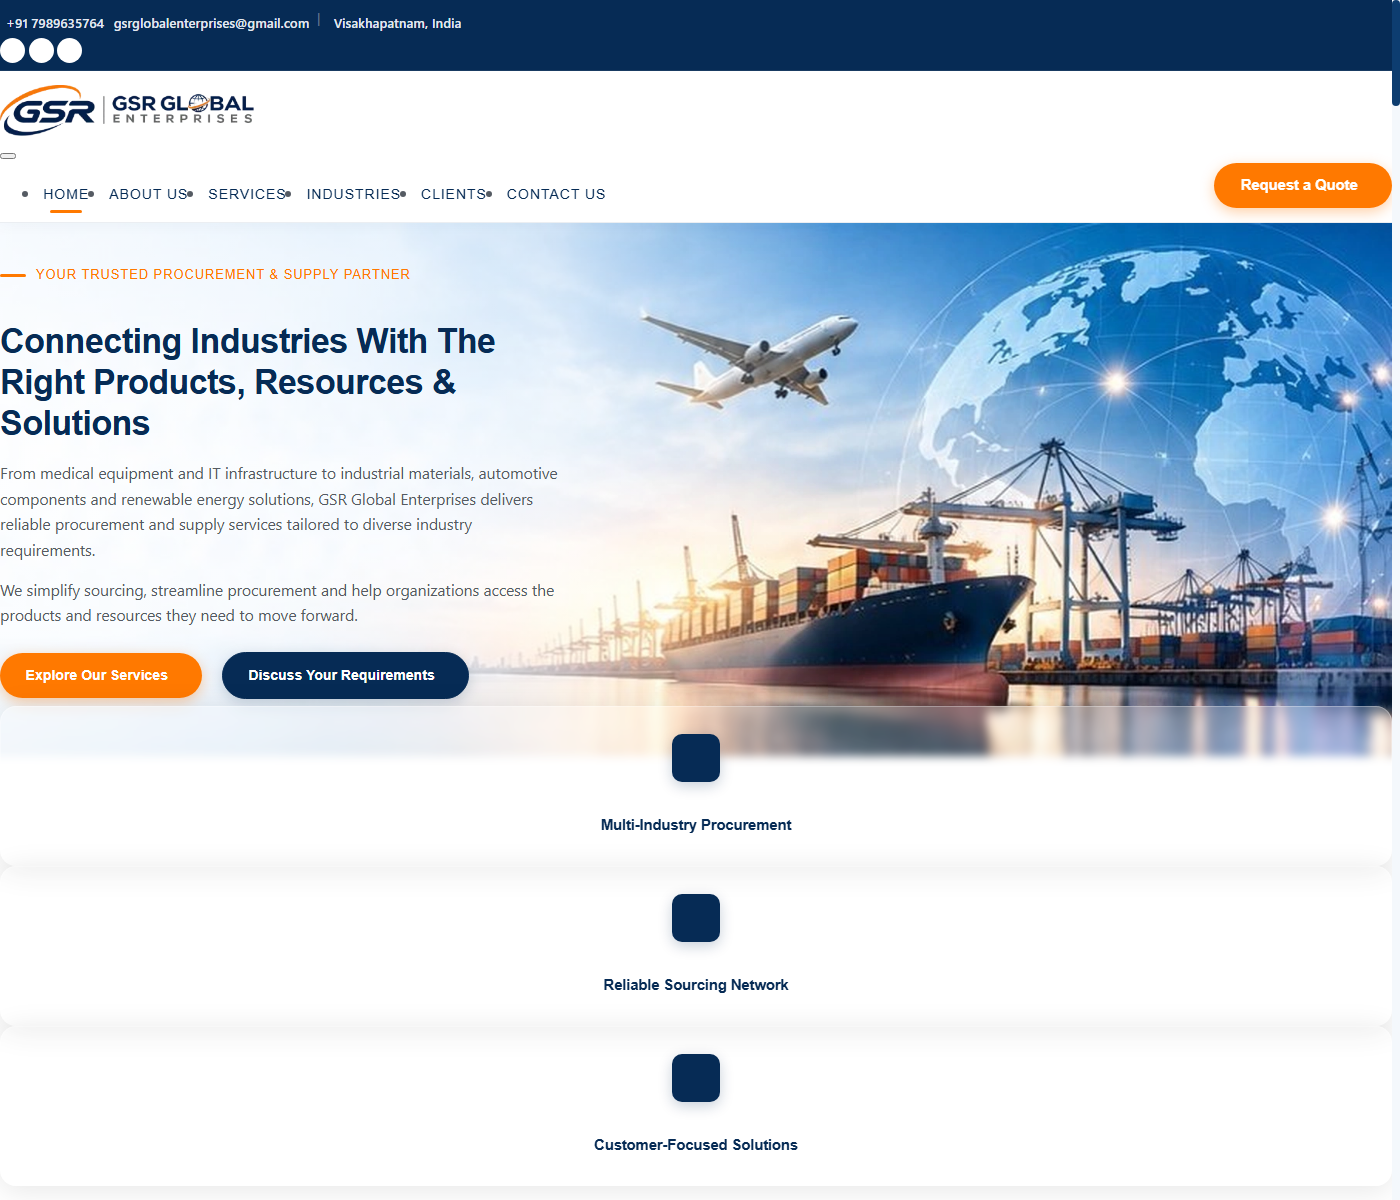 +91 7989635764 gsrglobalenterprises@gmail.com | Visakhapatnam, India
GSR | GSR GLOBAL
ENTERPRISES
HOME ABOUT US SERVICES INDUSTRIES CLIENTS CONTACT US
Request a Quote
YOUR TRUSTED PROCUREMENT & SUPPLY PARTNER
Connecting Industries With The
Right Products, Resources &
Solutions
From medical equipment and IT infrastructure to industrial materials, automotive
components and renewable energy solutions, GSR Global Enterprises delivers
reliable procurement and supply services tailored to diverse industry
requirements.
We simplify sourcing, streamline procurement and help organizations access the
products and resources they need to move forward.
Explore Our Services
Discuss Your Requirements
Multi-Industry Procurement
Reliable Sourcing Network
Customer-Focused Solutions